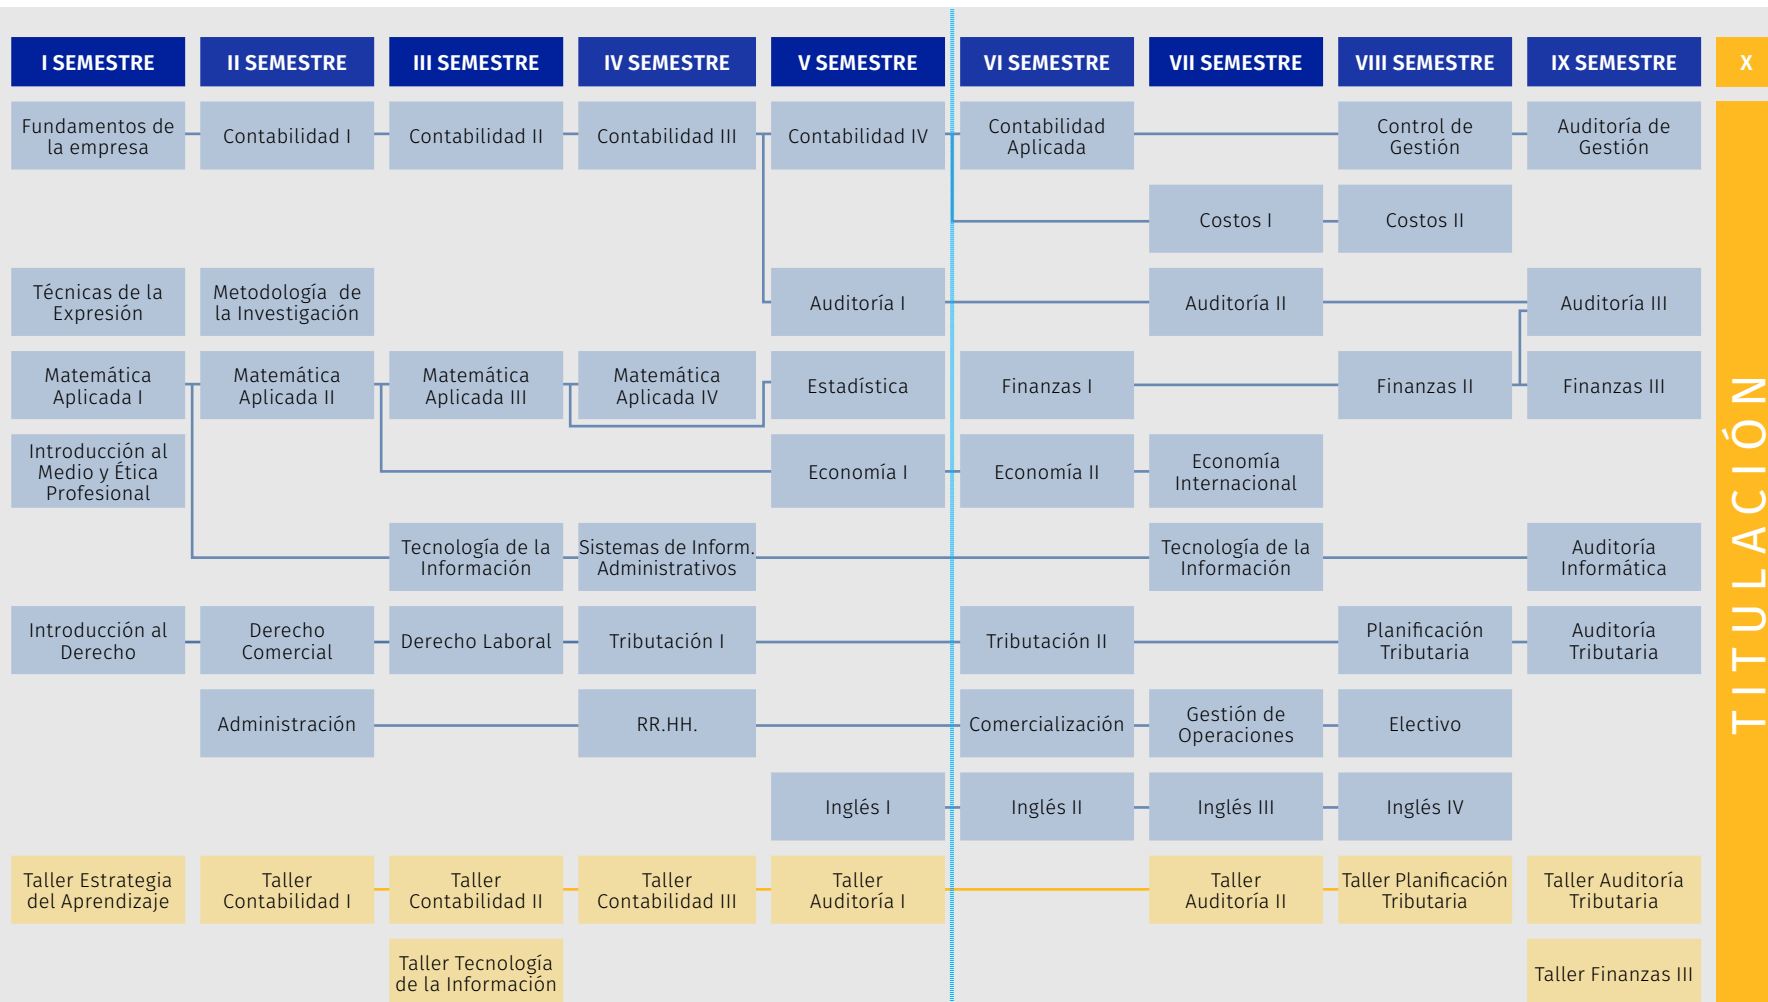 I SEMESTRE
II SEMESTRE
III SEMESTRE
IV SEMESTRE
V SEMESTRE
VI SEMESTRE
VII SEMESTRE
VIII SEMESTRE
IX SEMESTRE
X
Fundamentos de
la empresa
Contabilidad I
Contabilidad II
Contabilidad III
Contabilidad IV
Contabilidad
Aplicada
Control de
Gestión
Auditoría de
Gestión
Costos I
Costos II
Técnicas de la
Expresión
Metodología de
la Investigación
Auditoría I
Auditoría II
Auditoría III
Matemática
Aplicada I
Matemática
Aplicada II
Matemática
Aplicada III
Matemática
Aplicada IV
Estadística
Finanzas I
Finanzas II
Finanzas III
Introducción al
Medio y Ética
Profesional
Economía I
Economía II
Economía
Internacional
Tecnología de la
Información
Sistemas de Inform.
Administrativos
Tecnología de la
Información
Auditoría
Informática
Introducción al
Derecho
Derecho
Comercial
Derecho Laboral
Tributación I
Tributación II
Planificación
Tributaria
Auditoría
Tributaria
Administración
RR.HH.
Comercialización
Gestión de
Operaciones
Electivo
Inglés I
Inglés II
Inglés III
Inglés IV
Taller Estrategia
del Aprendizaje
Taller
Contabilidad I
Taller
Contabilidad II
Taller
Contabilidad III
Taller
Auditoría I
Taller
Auditoría II
Taller Planificación
Tributaria
Taller Auditoría
Tributaria
Taller Tecnología
de la Información
Taller Finanzas III
TITULACIÓN